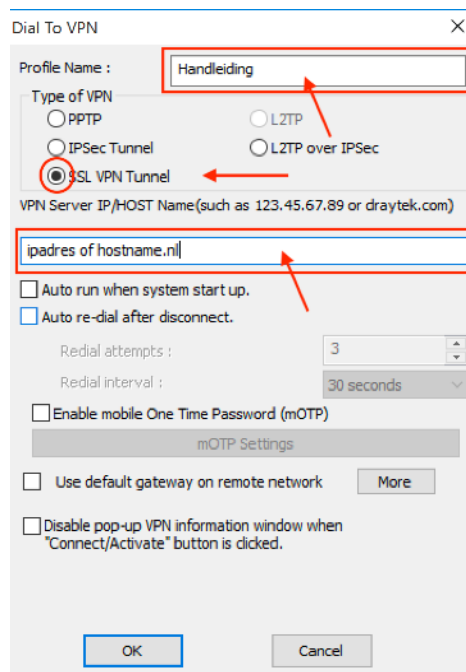 Dial To VPN
Profile Name :
Handleiding
Type of VPN
PPTP
L2TP
IPSec Tunnel
L2TP over IPSec
SSL VPN Tunnel
VPN Server IP/HOST Name(such as 123.45.67.89 or draytek.com)
ipadres of hostname.nl
Auto run when system start up.
Auto re-dial after disconnect.
Redial attempts :
3
Redial interval :
30 seconds
Enable mobile One Time Password (mOTP)
mOTP Settings
Use default gateway on remote network
More
Disable pop-up VPN information window when
"Connect/Activate" button is clicked.
OK
Cancel